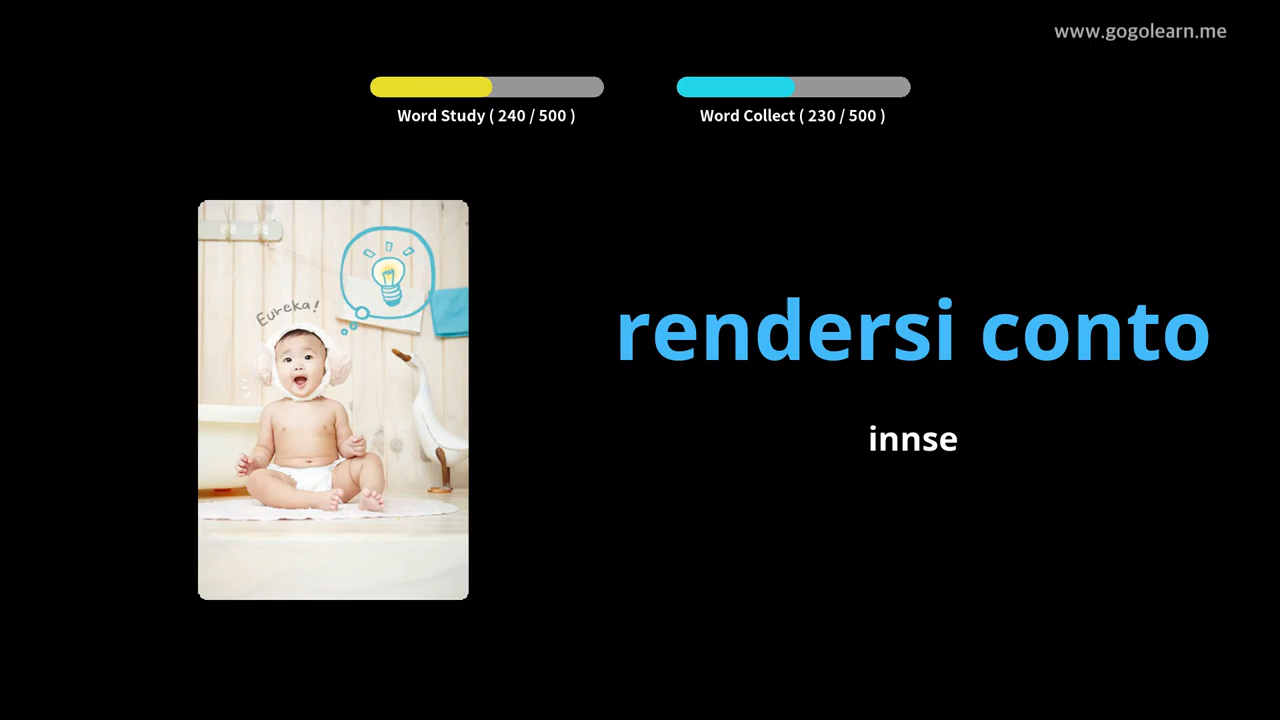 www.gogolearn.me
Word Study ( 240 / 500 )
Word Collect ( 230 / 500 )
Eureka!
rendersi conto
innse